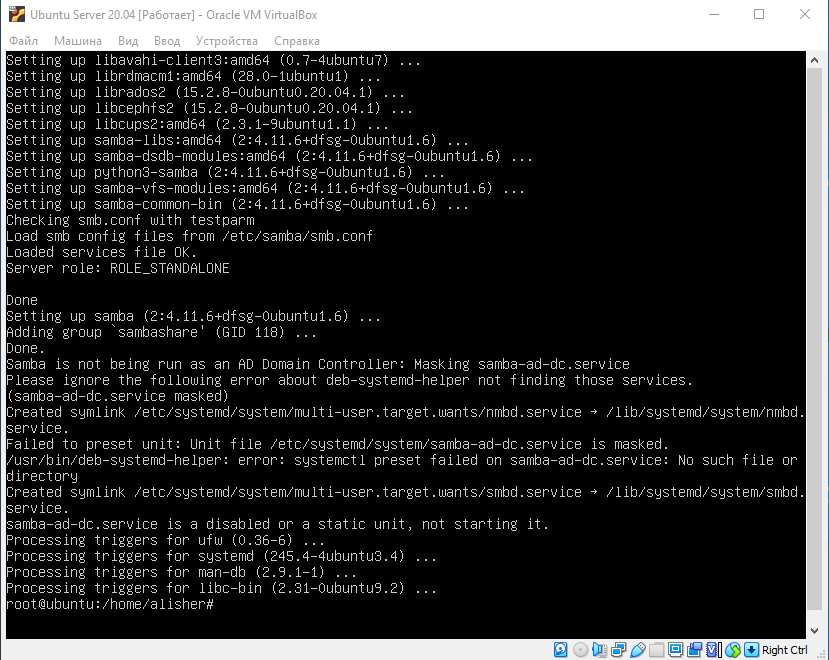 Ubuntu Server 20.04 [Работает] - Oracle VM VirtualBox
Файл Машина Вид Ввод Устройства Справка
Setting up libavahi-client3:amd64 (0.7-4ubuntu7) ...
Setting up librdmacm1:amd64 (28.0-1ubuntu1) ...
Setting up librados2 (15.2.8-0ubuntu0.20.04.1) ...
Setting up libcephfs2 (15.2.8-0ubuntu0.20.04.1) ...
Setting up libcups2:amd64 (2.3.1-9ubuntu1.1) ...
Setting up samba-libs:amd64 (2:4.11.6+dfsg-0ubuntu1.6) ...
Setting up samba-dsdb-modules:amd64 (2:4.11.6+dfsg-0ubuntu1.6) ...
Setting up python3-samba (2:4.11.6+dfsg-0ubuntu1.6) ...
Setting up samba-vfs-modules:amd64 (2:4.11.6+dfsg-0ubuntu1.6) ...
Setting up samba-common-bin (2:4.11.6+dfsg-0ubuntu1.6) ...
Checking smb.conf with testparm
Load smb config files from /etc/samba/smb.conf
Loaded services file OK.
Server role: ROLE_STANDALONE
Done
Setting up samba (2:4.11.6+dfsg-0ubuntu1.6) ...
Adding group `sambashare' (GID 118) ...
Done.
Samba is not being run as an AD Domain Controller: Masking samba-ad-dc.service
Please ignore the following error about deb-systemd-helper not finding those services.
(samba-ad-dc.service masked)
Created symlink /etc/systemd/system/multi-user.target.wants/nmbd.service → /lib/systemd/system/nmbd.
service.
Failed to preset unit: Unit file /etc/systemd/system/samba-ad-dc.service is masked.
/usr/bin/deb-systemd-helper: error: systemctl preset failed on samba-ad-dc.service: No such file or
directory
Created symlink /etc/systemd/system/multi-user.target.wants/smbd.service → /lib/systemd/system/smbd.
service.
samba-ad-dc.service is a disabled or a static unit, not starting it.
Processing triggers for ufw (0.36-6) ...
Processing triggers for systemd (245.4-4ubuntu3.4) ...
Processing triggers for man-db (2.9.1-1) ...
Processing triggers for libc-bin (2.31-0ubuntu9.2) ...
root@ubuntu:/home/alisher#
Right Ctrl